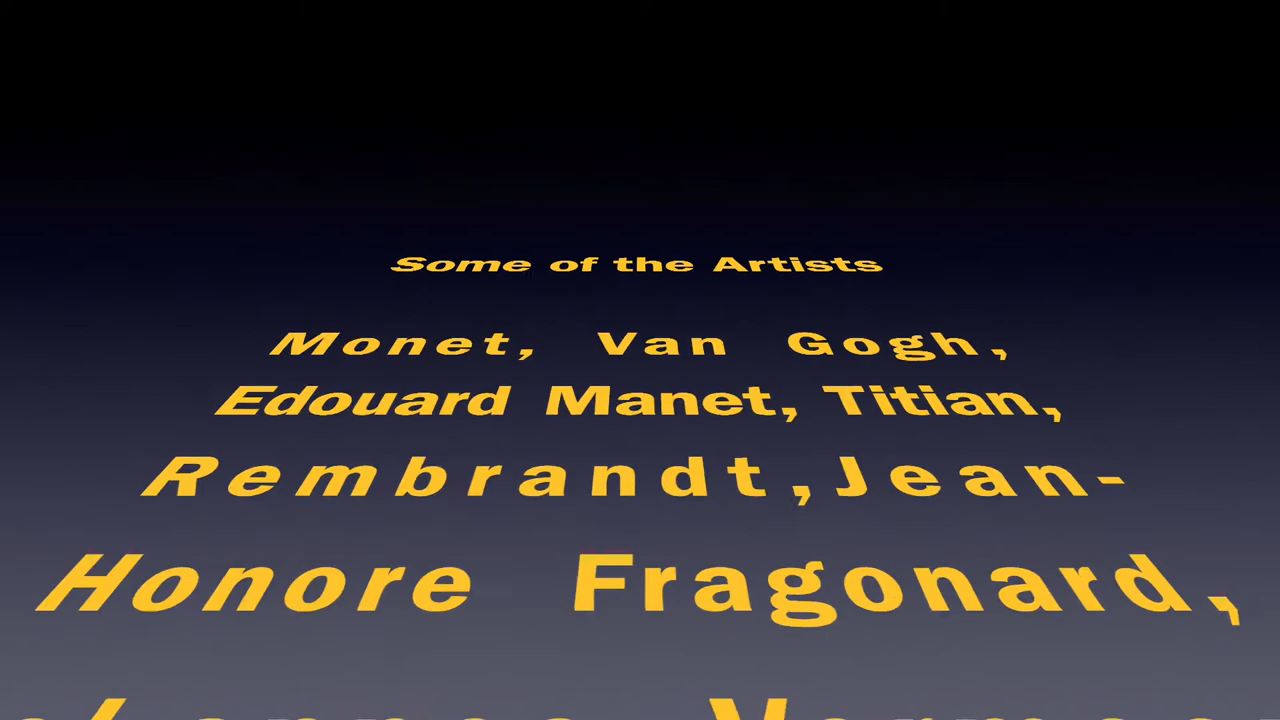 Some of the Artists
Monet, Van Gogh,
Edouard Manet, Titian,
Rembrandt,Jean-
Honore Fragonard,